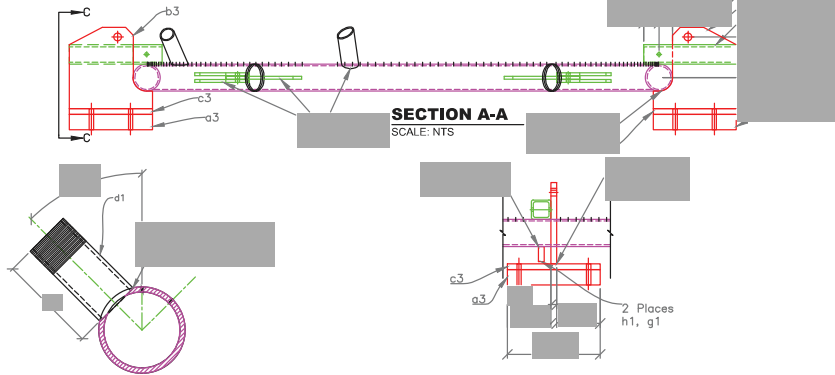 C
b3
c3
a3
C
SECTION A-A
SCALE: NTS
d1
c3
a3
2 Places
h1, g1